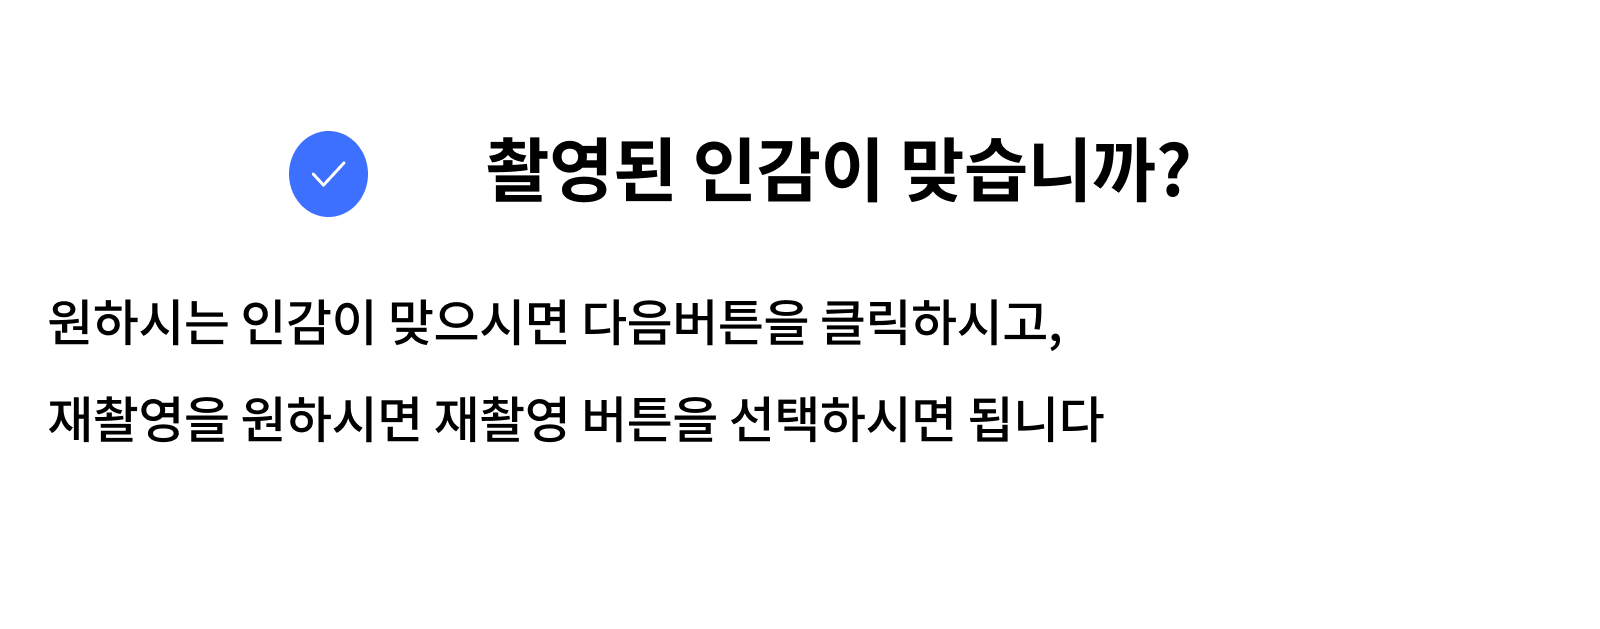 촬영된 인감이 맞습니까?
원하시는 인감이 맞으시면 다음버튼을 클릭하시고,
재촬영을 원하시면 재촬영 버튼을 선택하시면 됩니다